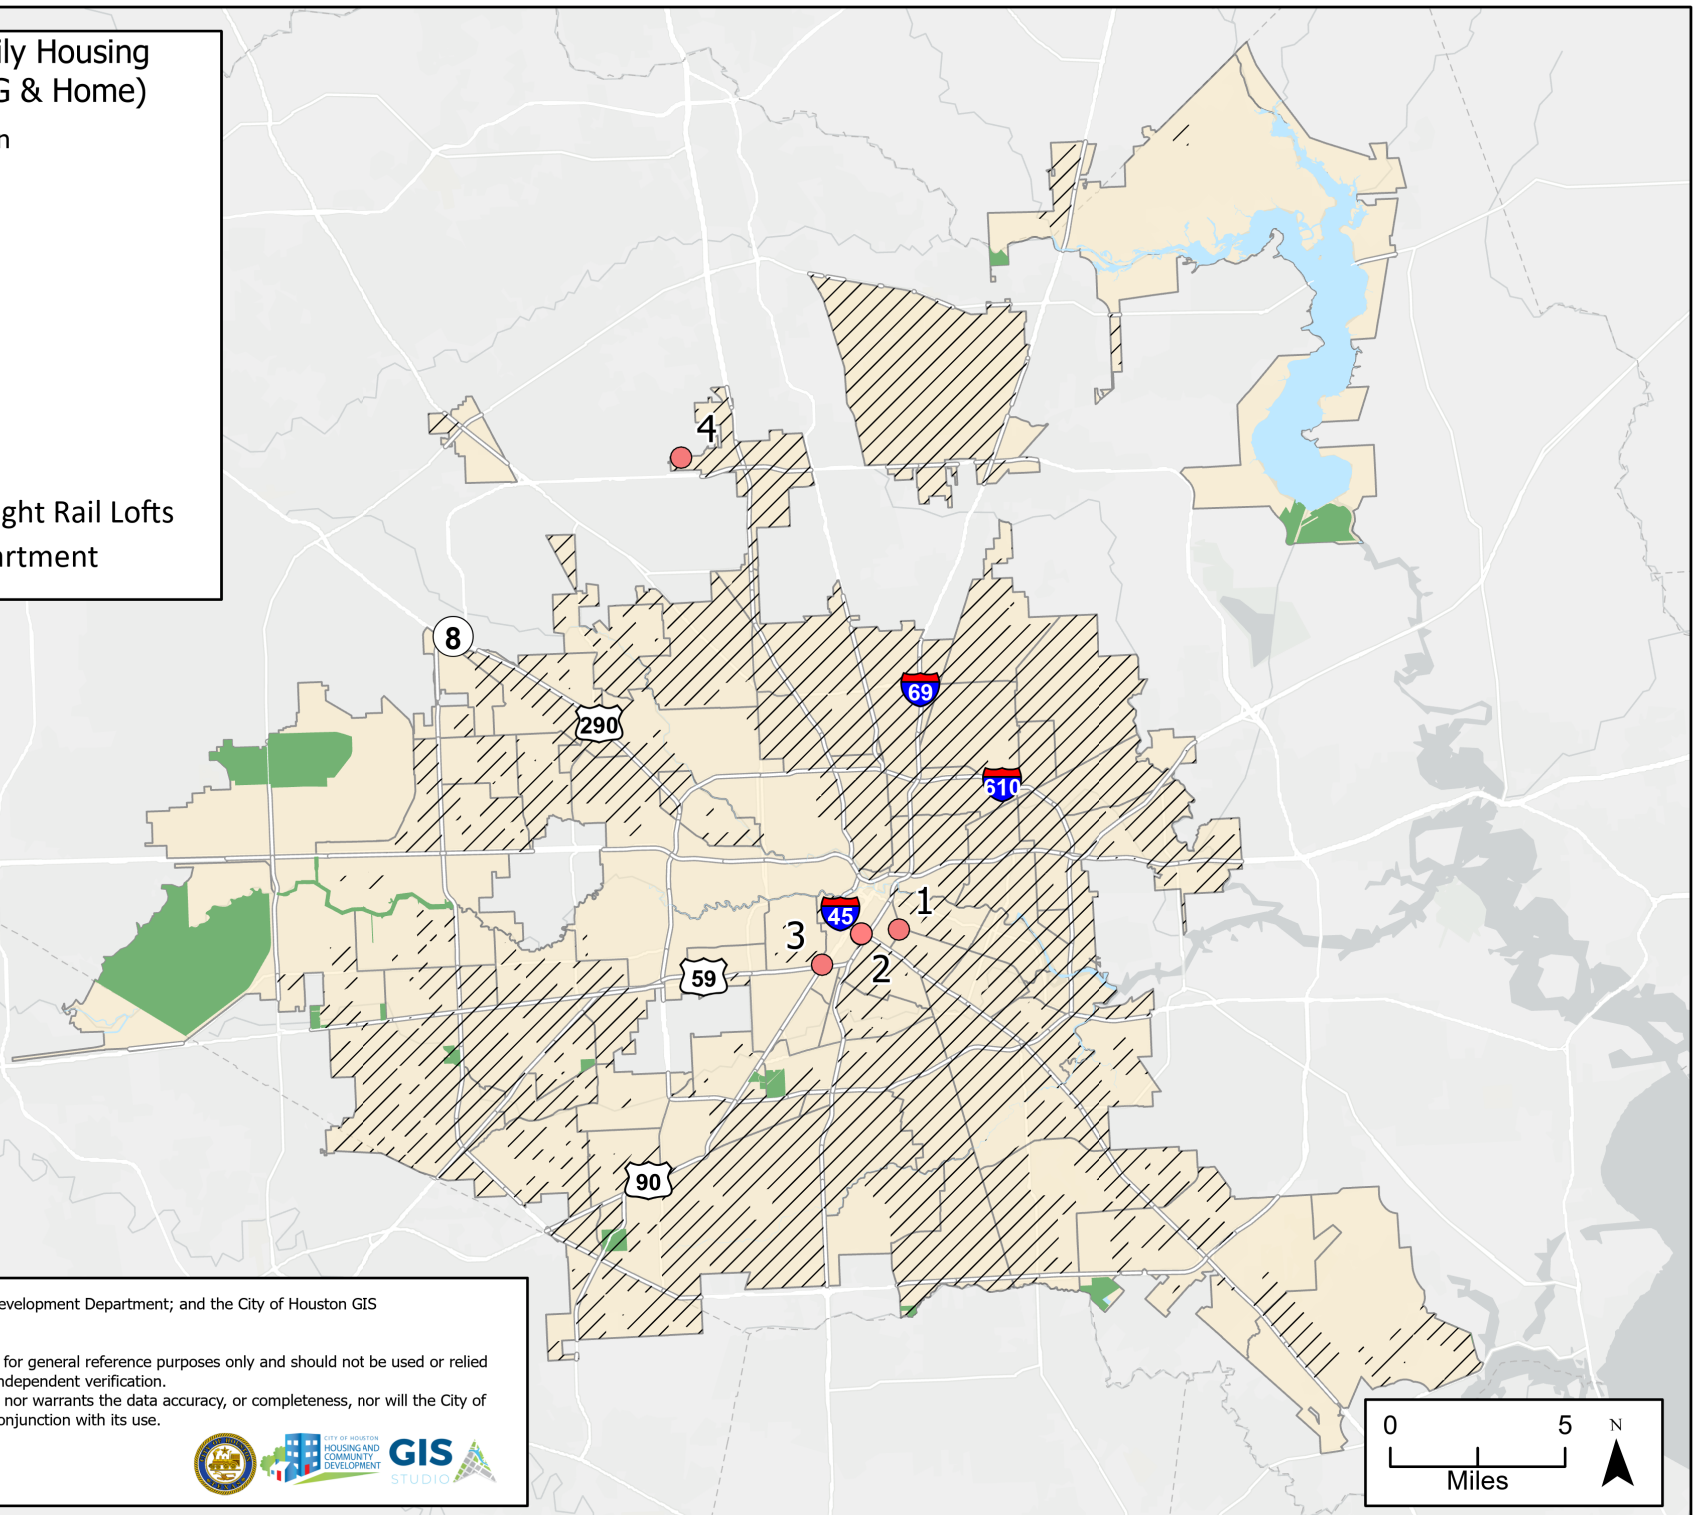 ily Housing
G & Home)
n
ght Rail Lofts
artment
4
8
290
69
610
45
1
3
2
59
90
evelopment Department; and the City of Houston GIS
for general reference purposes only and should not be used or relied
ndependent verification.
nor warrants the data accuracy, or completeness, nor will the City of
onjunction with its use.
CITY OF HOUSTON
HOUSING AND
COMMUNITY
DEVELOPMENT
GIS
STUDIO
0 5
Miles
N